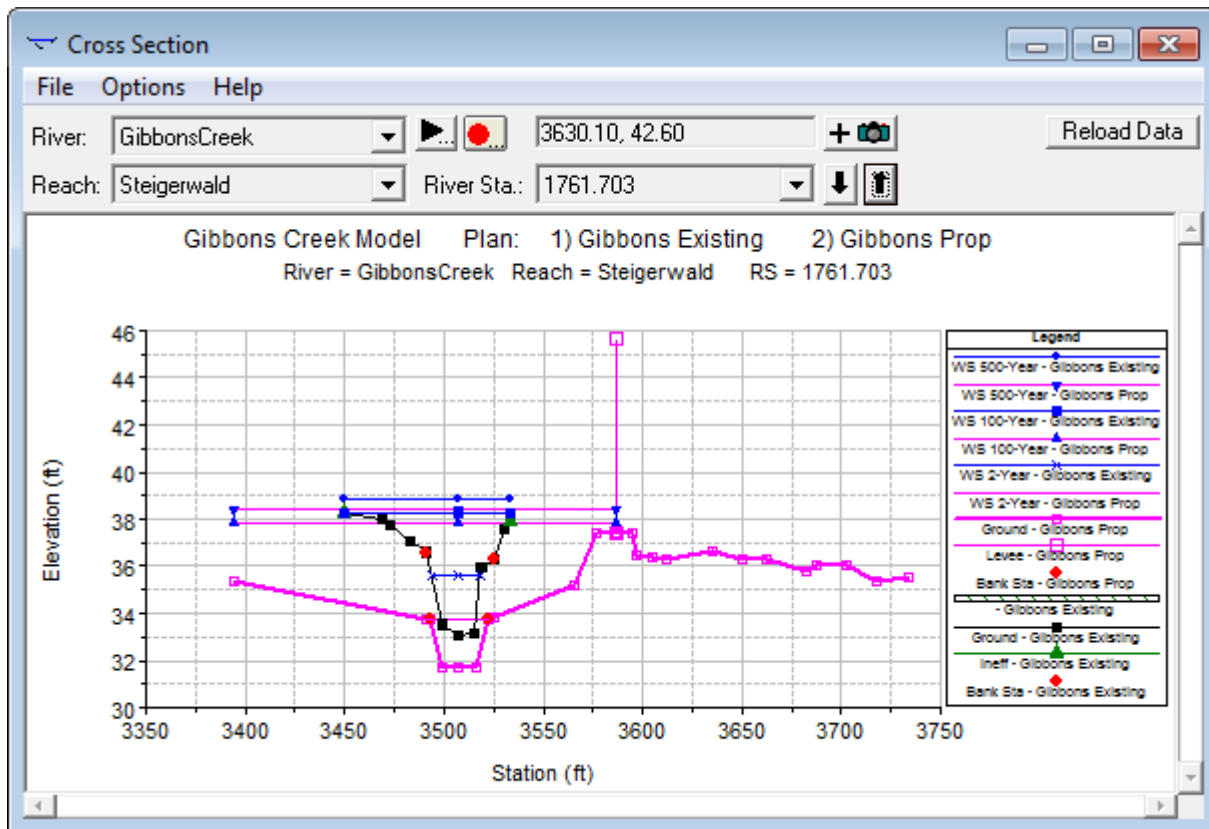 Cross Section
File Options Help
River: GibbonsCreek ... ... 3630.10, 42.60 + Reload Data
Reach: Steigerwald River Sta.: 1761.703
Gibbons Creek Model Plan: 1) Gibbons Existing 2) Gibbons Prop
River = GibbonsCreek Reach = Steigerwald RS = 1761.703
46
44
42
40
38
36
34
32
30
Elevation (ft)
3350 3400 3450 3500 3550 3600 3650 3700 3750
Station (ft)
Legend
WS 500-Year - Gibbons Existing
WS 500-Year - Gibbons Prop
WS 100-Year - Gibbons Existing
WS 100-Year - Gibbons Prop
WS 2-Year - Gibbons Existing
WS 2-Year - Gibbons Prop
Ground - Gibbons Prop
Levee - Gibbons Prop
Bank Sta - Gibbons Prop
- Gibbons Existing
Ground - Gibbons Existing
Ineff - Gibbons Existing
Bank Sta - Gibbons Existing